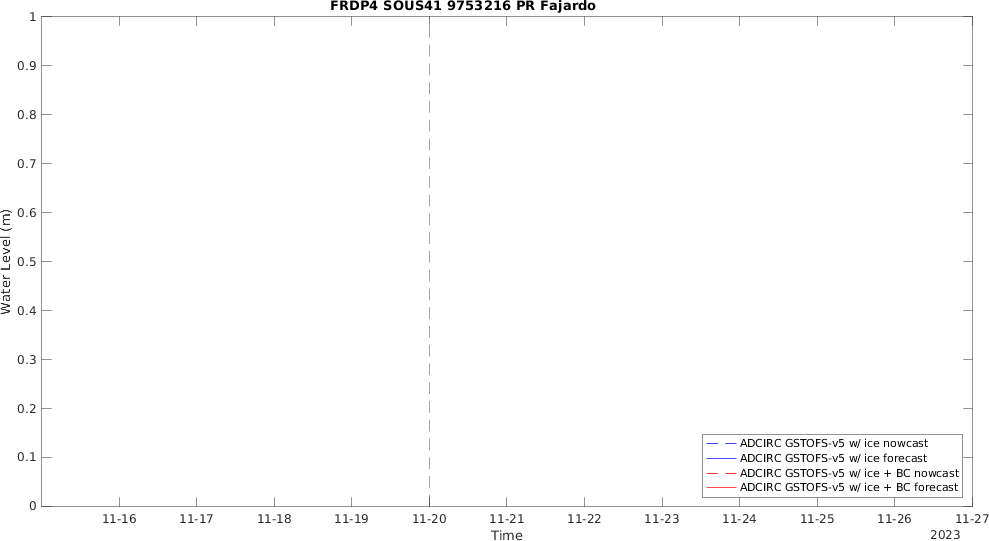 FRDP4 SOUS41 9753216 PR Fajardo
1
0.9
0.8
0.7
0.6
0.5
0.4
0.3
0.2
0.1
0
Water Level (m)
ADCIRC GSTOFS-v5 w/ ice nowcast
ADCIRC GSTOFS-v5 w/ ice forecast
ADCIRC GSTOFS-v5 w/ ice + BC nowcast
ADCIRC GSTOFS-v5 w/ ice + BC forecast
11-16 11-17 11-18 11-19 11-20 11-21 11-22 11-23 11-24 11-25 11-26 11-27
Time
2023